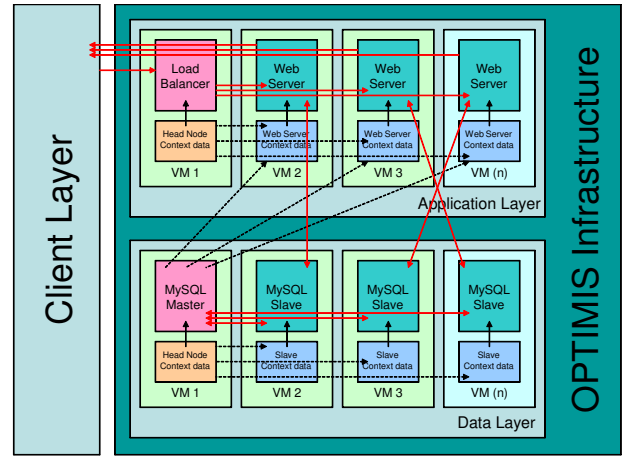 Client Layer
OPTIMIS Infrastructure
Load
Balancer
Web
Server
Web
Server
Web
Server
Head Node
Context data
Web Server
Context data
Web Server
Context data
Web Server
Context data
VM 1
VM 2
VM 3
VM (n)
Application Layer
MySQL
Master
MySQL
Slave
MySQL
Slave
MySQL
Slave
Head Node
Context data
Slave
Context data
Slave
Context data
Slave
Context data
VM 1
VM 2
VM 3
VM (n)
Data Layer